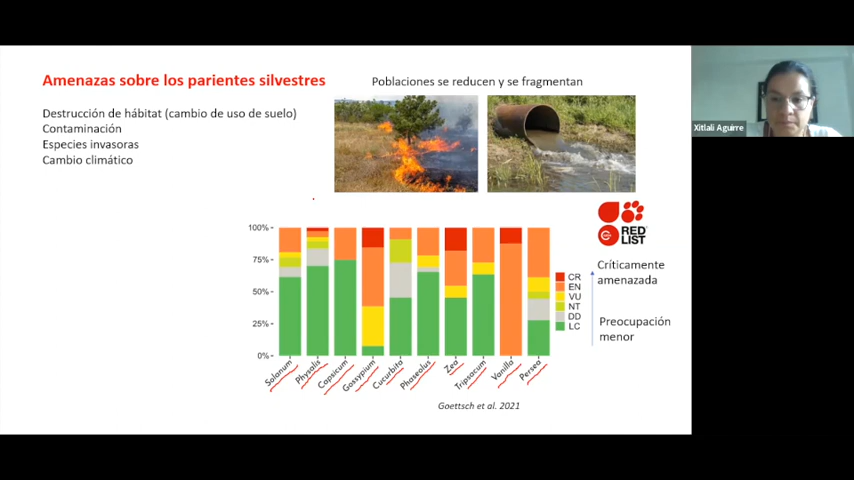 Amenazas sobre los parientes silvestres
Poblaciones se reducen y se fragmentan
Destrucción de hábitat (cambio de uso de suelo)
Contaminación
Especies invasoras
Cambio climático
Xitlali Aguirre
RED
LIST
100%
75%
50%
25%
0%
CR
EN
VU
NT
DD
LC
Críticamente
amenazada
Preocupación
menor
Solanum
Physalis
Capsicum
Gossypium
Cucurbita
Phaseolus
Zea
Tripsacum
Vanilla
Persea
Goettsch et al. 2021